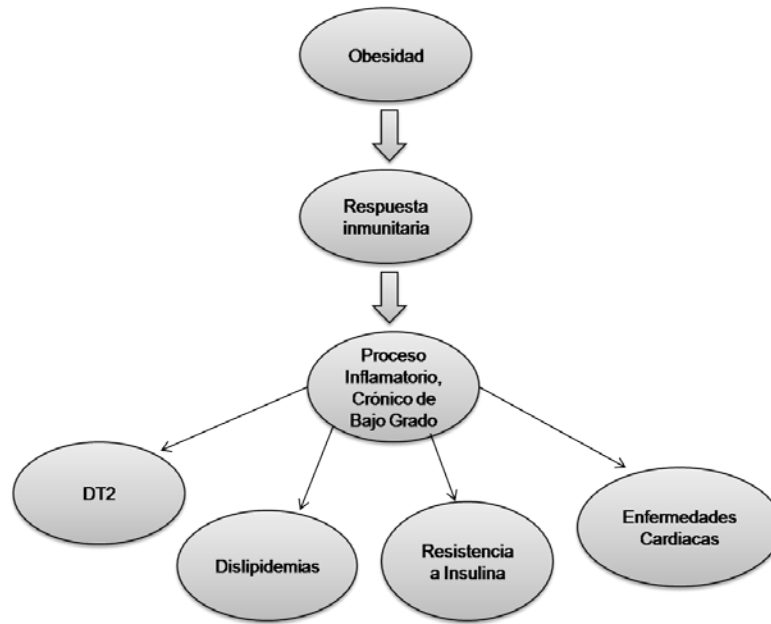 Obesidad
Respuesta
inmunitaria
Proceso
Inflamatorio,
Crónico de
Bajo Grado
DT2
Dislipidemias
Resistencia
a Insulina
Enfermedades
Cardiacas